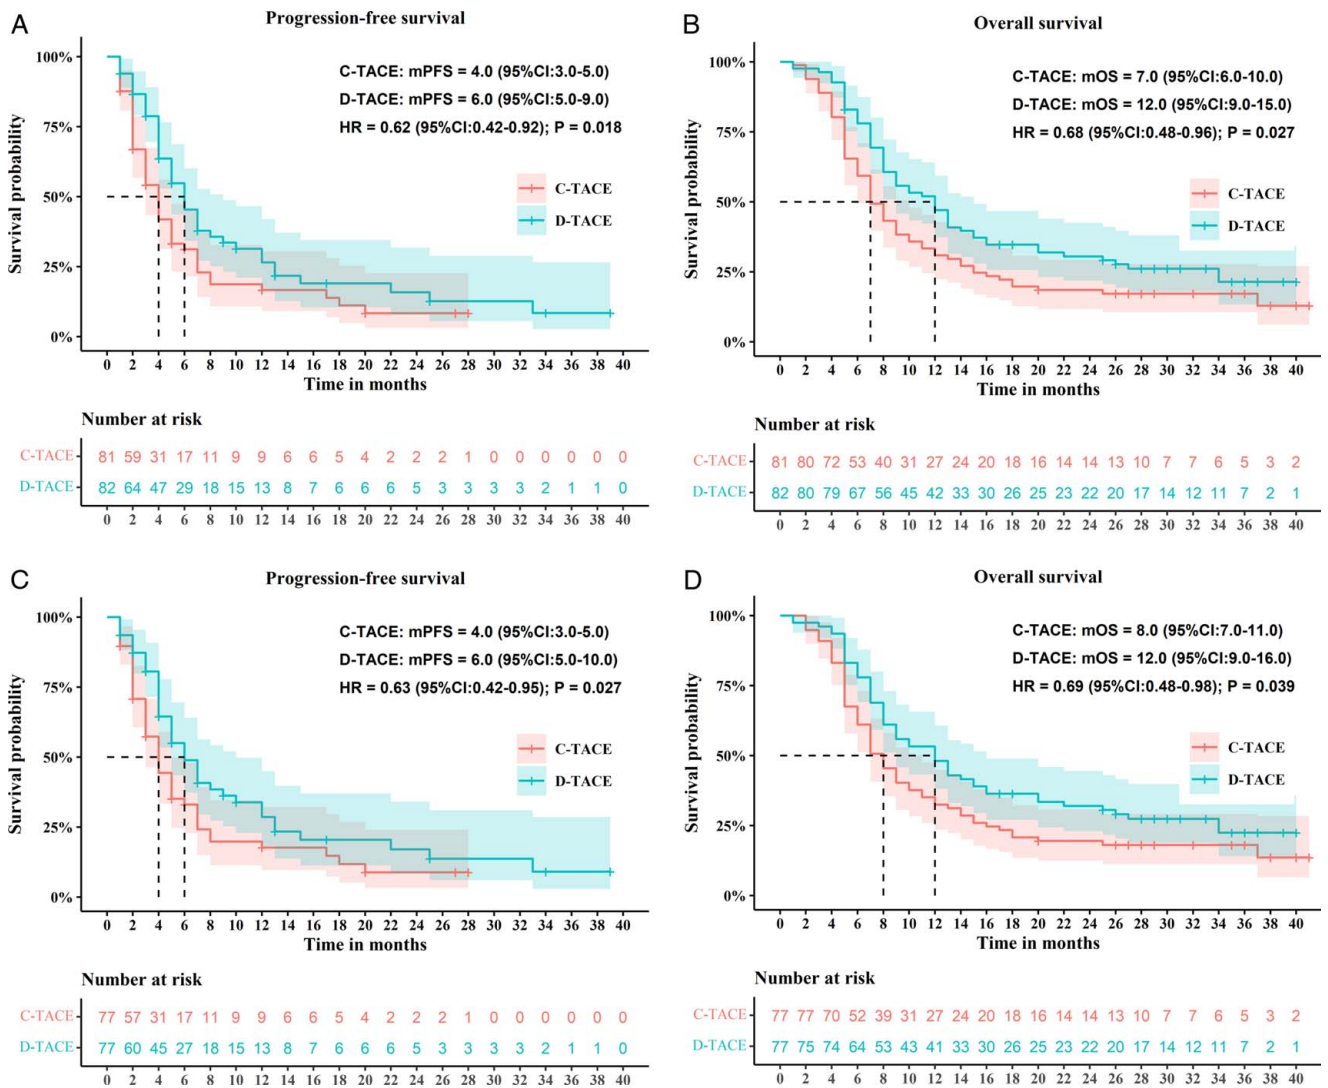 A
Progression-free survival
C-TACE: mPFS = 4.0 (95%CI:3.0-5.0)
D-TACE: mPFS = 6.0 (95%CI:5.0-9.0)
HR = 0.62 (95%CI:0.42-0.92); P = 0.018
C-TACE
D-TACE
Survival probability
100%
75%
50%
25%
0%
0 2 4 6 8 10 12 14 16 18 20 22 24 26 28 30 32 34 36 38 40
Time in months
Number at risk
C-TACE 81 59 31 17 11 9 9 6 6 5 4 2 2 2 1 0 0 0 0 0 0
D-TACE 82 64 47 29 18 15 13 8 7 6 6 6 5 3 3 3 3 2 1 1 0
0 2 4 6 8 10 12 14 16 18 20 22 24 26 28 30 32 34 36 38 40
B
Overall survival
C-TACE: mOS = 7.0 (95%CI:6.0-10.0)
D-TACE: mOS = 12.0 (95%CI:9.0-15.0)
HR = 0.68 (95%CI:0.48-0.96); P = 0.027
C-TACE
D-TACE
Survival probability
100%
75%
50%
25%
0%
0 2 4 6 8 10 12 14 16 18 20 22 24 26 28 30 32 34 36 38 40
Time in months
Number at risk
C-TACE 81 80 72 53 40 31 27 24 20 18 16 14 14 13 10 7 7 6 5 3 2
D-TACE 82 80 79 67 56 45 42 33 30 26 25 23 22 20 17 14 12 11 7 2 1
0 2 4 6 8 10 12 14 16 18 20 22 24 26 28 30 32 34 36 38 40
C
Progression-free survival
C-TACE: mPFS = 4.0 (95%CI:3.0-5.0)
D-TACE: mPFS = 6.0 (95%CI:5.0-10.0)
HR = 0.63 (95%CI:0.42-0.95); P = 0.027
C-TACE
D-TACE
Survival probability
100%
75%
50%
25%
0%
0 2 4 6 8 10 12 14 16 18 20 22 24 26 28 30 32 34 36 38 40
Time in months
Number at risk
C-TACE 77 57 31 17 11 9 9 6 6 5 4 2 2 2 1 0 0 0 0 0 0
D-TACE 77 60 45 27 18 15 13 8 7 6 6 6 5 3 3 3 3 2 1 1 0
0 2 4 6 8 10 12 14 16 18 20 22 24 26 28 30 32 34 36 38 40
D
Overall survival
C-TACE: mOS = 8.0 (95%CI:7.0-11.0)
D-TACE: mOS = 12.0 (95%CI:9.0-16.0)
HR = 0.69 (95%CI:0.48-0.98); P = 0.039
C-TACE
D-TACE
Survival probability
100%
75%
50%
25%
0%
0 2 4 6 8 10 12 14 16 18 20 22 24 26 28 30 32 34 36 38 40
Time in months
Number at risk
C-TACE 77 77 70 52 39 31 27 24 20 18 16 14 14 13 10 7 7 6 5 3 2
D-TACE 77 75 74 64 53 43 41 33 30 26 25 23 22 20 17 14 12 11 7 2 1
0 2 4 6 8 10 12 14 16 18 20 22 24 26 28 30 32 34 36 38 40